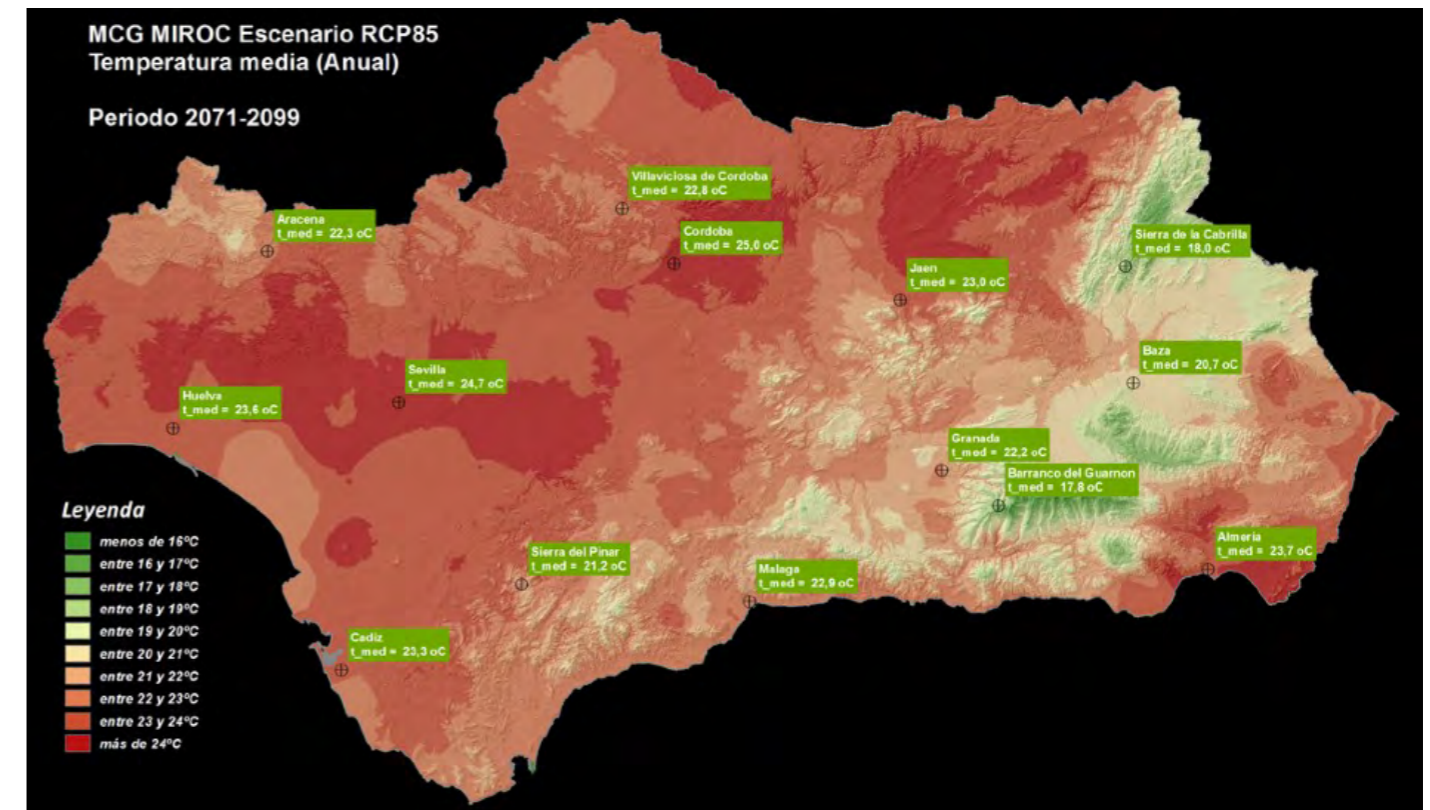 MCG MIROC Escenario RCP85
Temperatura media (Anual)
Periodo 2071-2099
Villaviciosa de Cordoba
t_med = 22,8 oC
Aracena
t_med = 22,3 oC
Cordoba
t_med = 25,0 oC
Sierra de la Cabrilla
t_med = 18,0 oC
Jaen
t_med = 23,0 oC
Baza
t_med = 20,7 oC
Sevilla
t_med = 24,7 oC
Huelva
t_med = 23,6 oC
Granada
t_med = 22,2 oC
Barranco del Guarnon
t_med = 17,8 oC
Almeria
t_med = 23,7 oC
Sierra del Pinar
t_med = 21,2 oC
Malaga
t_med = 22,9 oC
Cadiz
t_med = 23,3 oC
Leyenda
menos de 16ºC
entre 16 y 17ºC
entre 17 y 18ºC
entre 18 y 19ºC
entre 19 y 20ºC
entre 20 y 21ºC
entre 21 y 22ºC
entre 22 y 23ºC
entre 23 y 24ºC
más de 24ºC